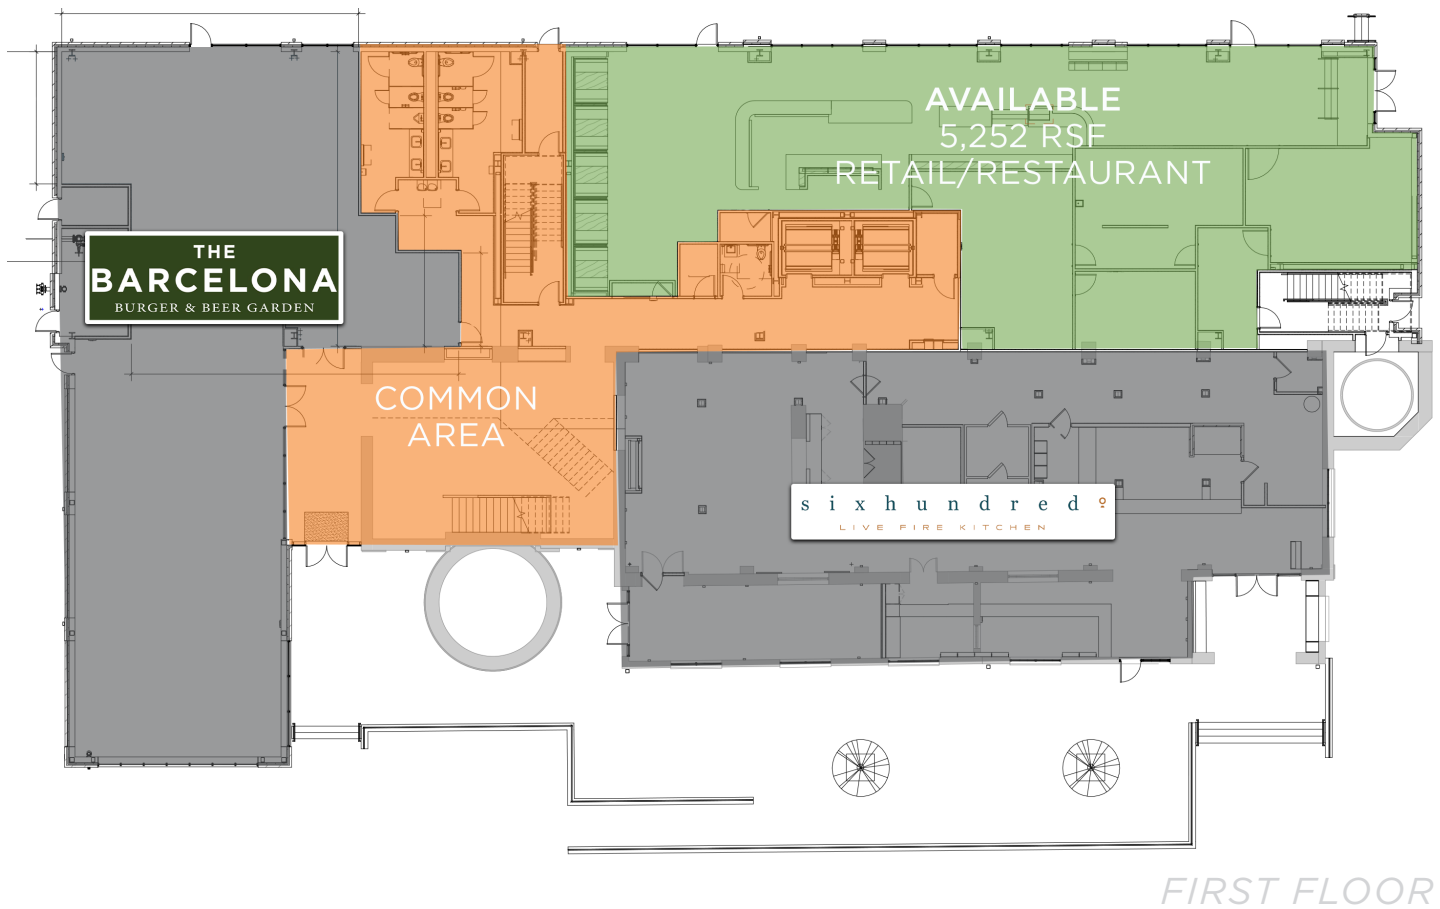 AVAILABLE
5,252 RSF
RETAIL/RESTAURANT
THE
BARCELONA
BURGER & BEER GARDEN
COMMON
AREA
sixhundred
LIVE FIRE KITCHEN
FIRST FLOOR